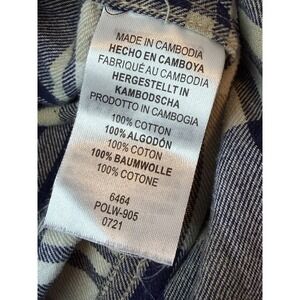 MADE IN CAMBODIA
HECHO EN CAMBOYA
FABRIQUÉ AU CAMBODIA
HERGESTELLT IN
KAMBODSCHA
PRODOTTO IN CAMBOGIA
100% COTTON
100% ALGODÓN
100% COTON
100% BAUMWOLLE
100% COTONE
6464
POLW-905
0721